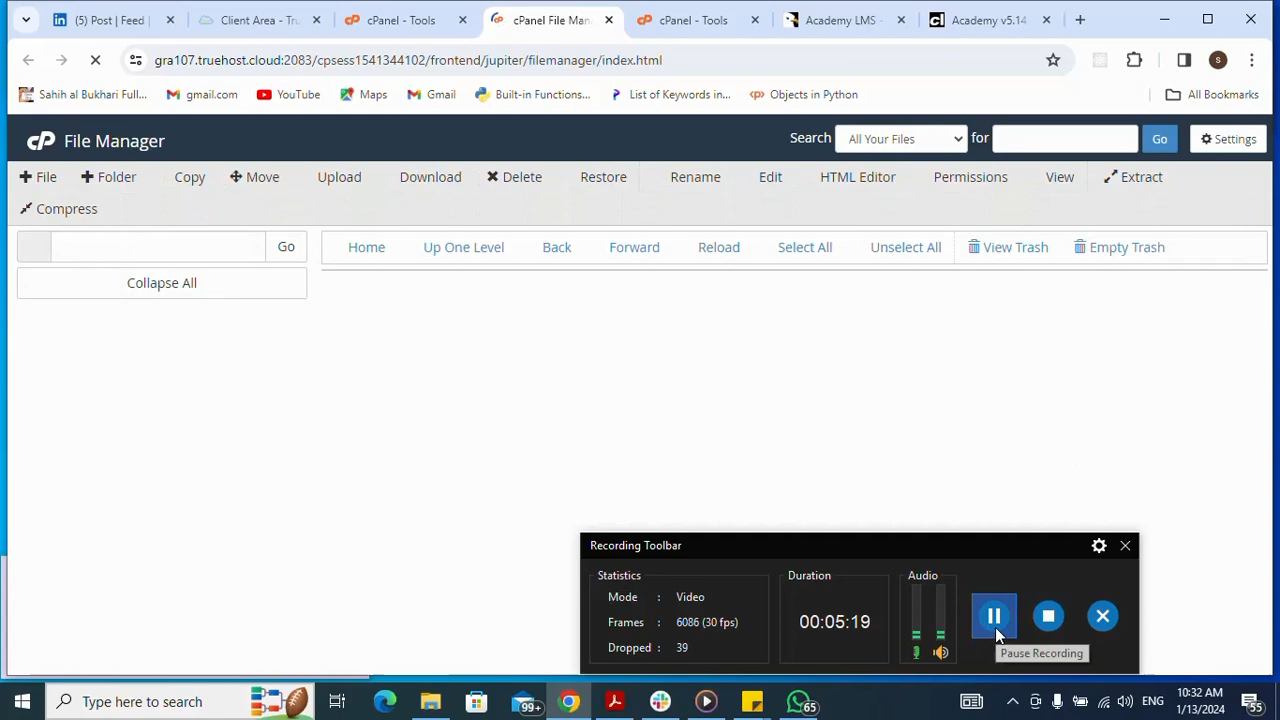 (5) Post | Feed
Client Area - Tru
cPanel - Tools
cPanel File Man
cPanel - Tools
Academy LMS -
Academy v5.14
gra107.truehost.cloud:2083/cpsess1541344102/frontend/jupiter/filemanager/index.html
S
Sahih al Bukhari Full...
gmail.com
YouTube
Maps
Gmail
Built-in Functions...
List of Keywords in...
Objects in Python
All Bookmarks
cP File Manager
Search
All Your Files
for
Go
Settings
File
Folder
Copy
Move
Upload
Download
Delete
Restore
Rename
Edit
HTML Editor
Permissions
View
Extract
Compress
Go
Home
Up One Level
Back
Forward
Reload
Select All
Unselect All
View Trash
Empty Trash
Collapse All
Recording Toolbar
Statistics
Mode : Video
Frames : 6086 (30 fps)
Dropped : 39
Duration
00:05:19
Audio
Pause Recording
Type here to search
99+
65
ENG
10:32 AM
1/13/2024
55